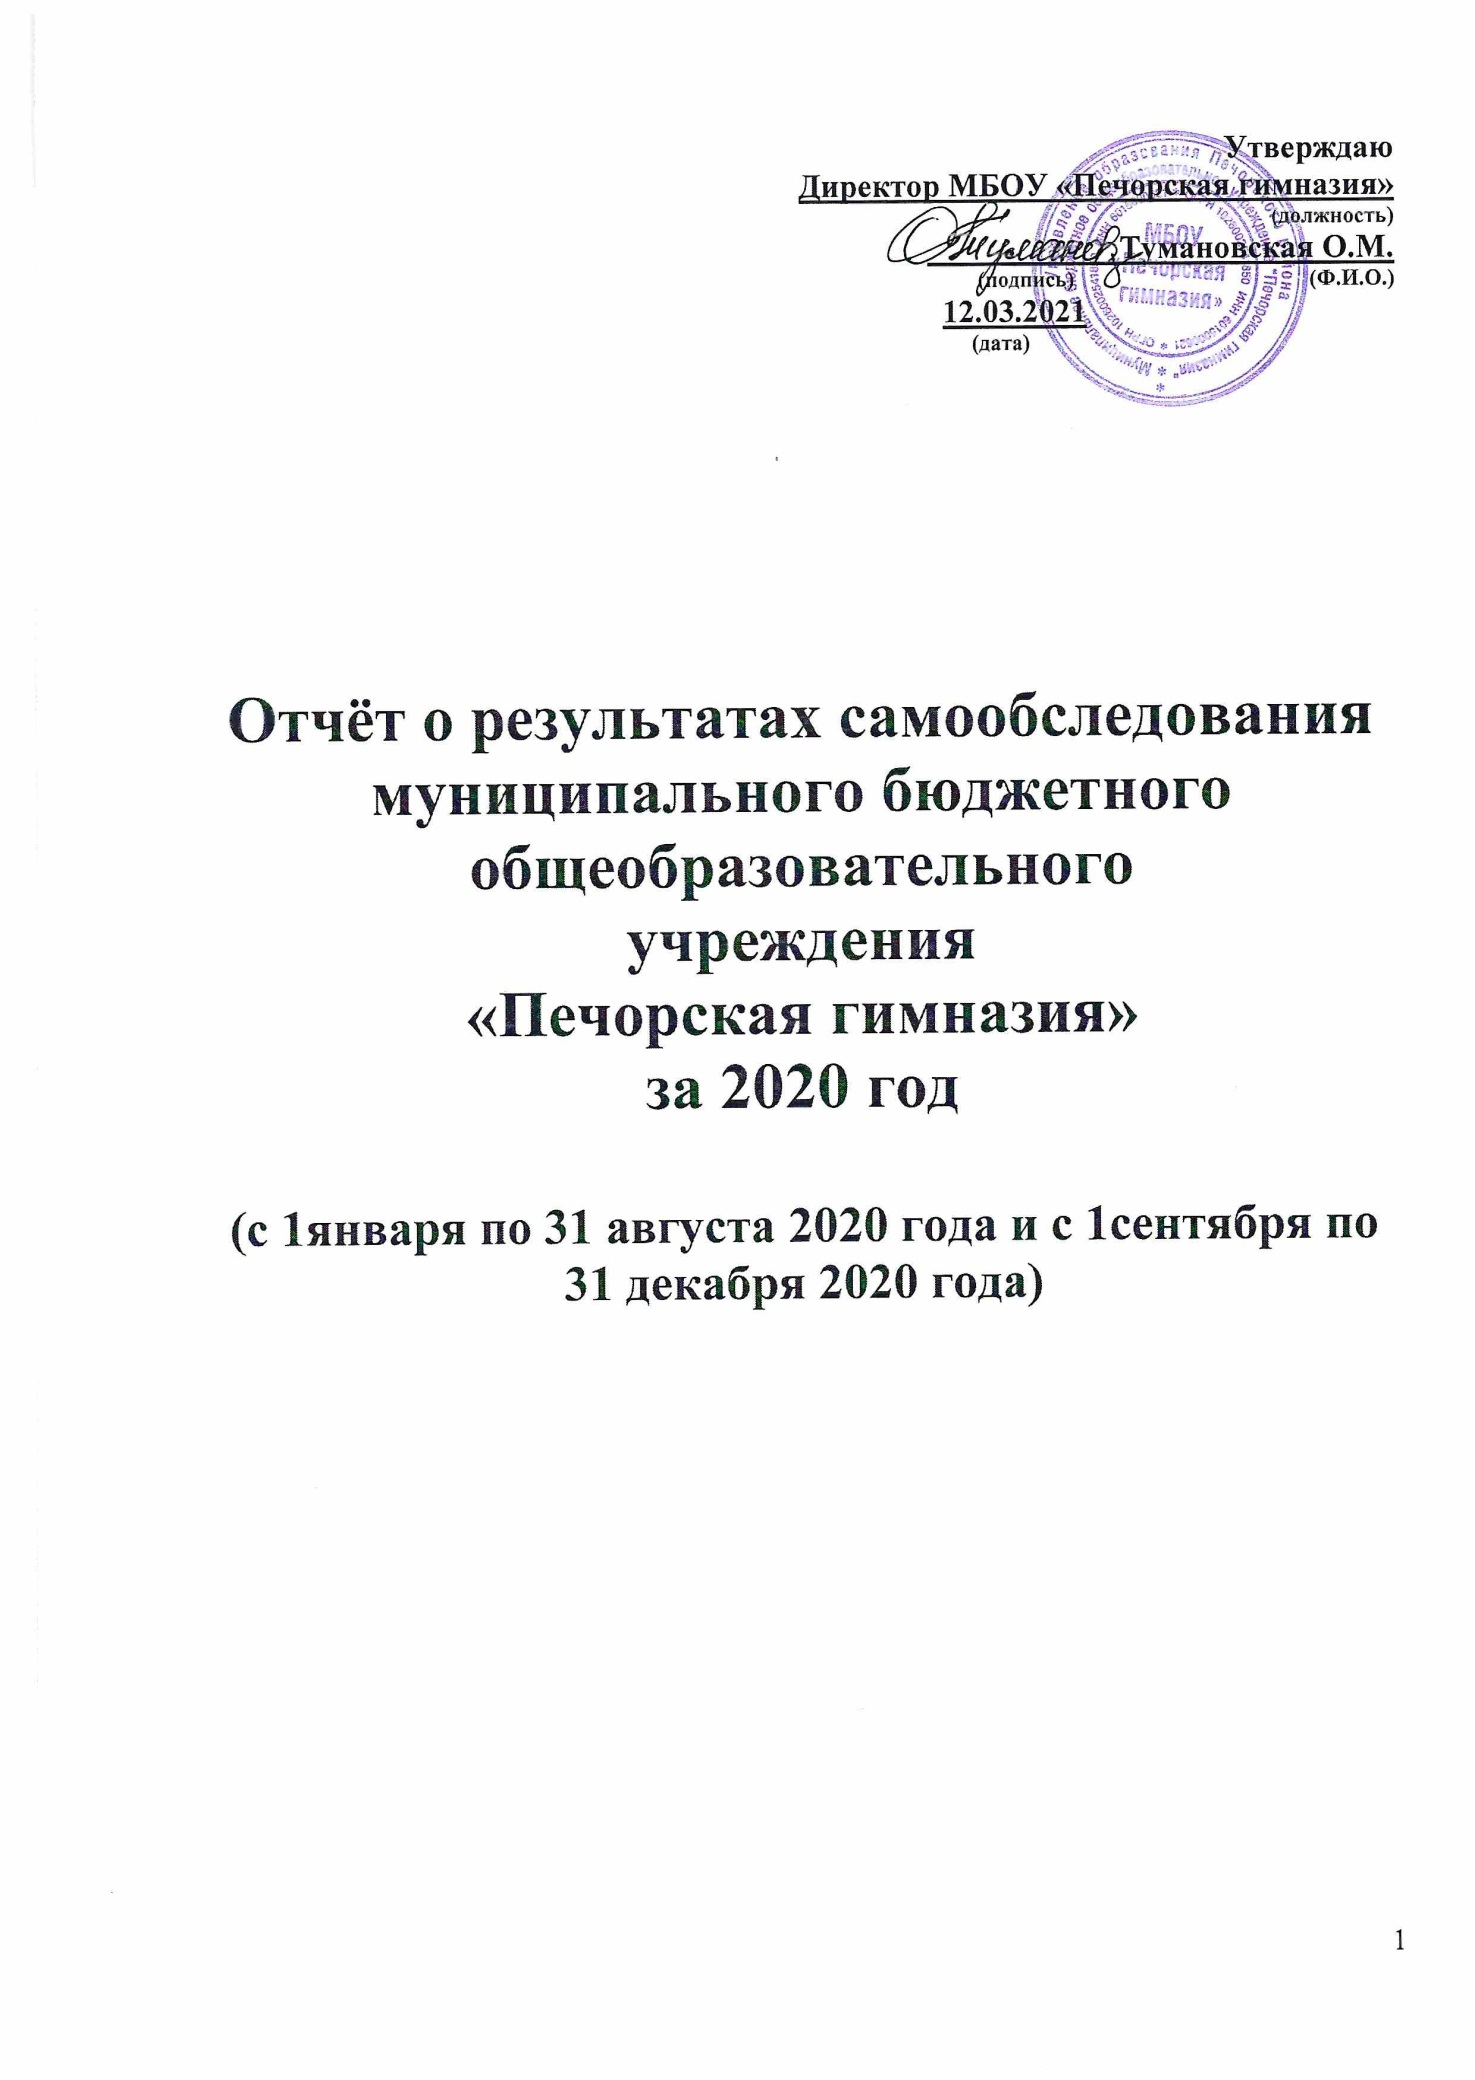 Утверждаю
Директор МБОУ «Печорская гимназия»
(должность)
Тумановская О.М.
(подпись) (Ф.И.О.)
12.03.2021
(дата)
МБОУ
Печорская
гимназия»
Отчёт о результатах самообследования
муниципального бюджетного
общеобразовательного
учреждения
«Печорская гимназия»
за 2020 год
(с 1января по 31 августа 2020 года и с 1сентября по
31 декабря 2020 года)
1